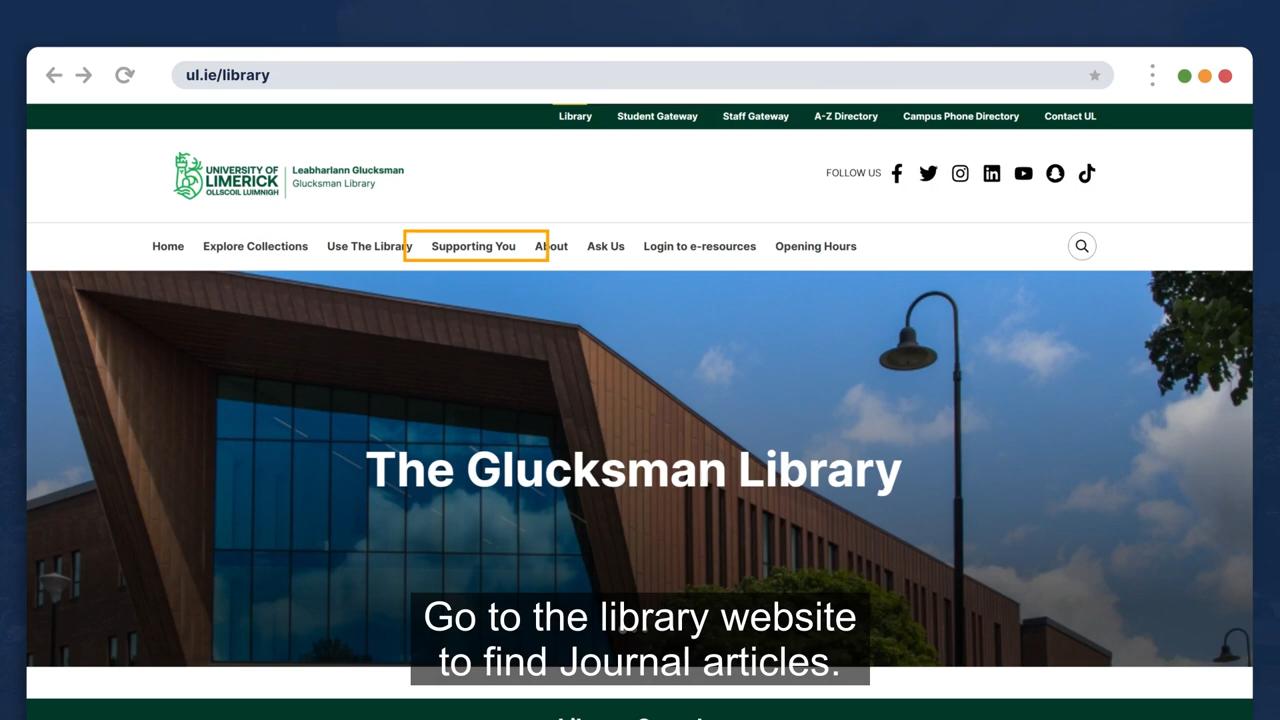 ul.ie/library
Library Student Gateway Staff Gateway A-Z Directory Campus Phone Directory Contact UL
UNIVERSITY OF
LIMERICK
OLLSCOIL LUIMNIGH
Leabharlann Glucksman
Glucksman Library
FOLLOW US
Home Explore Collections Use The Library Supporting You About Ask Us Login to e-resources Opening Hours
The Glucksman Library
Go to the library website
to find Journal articles.